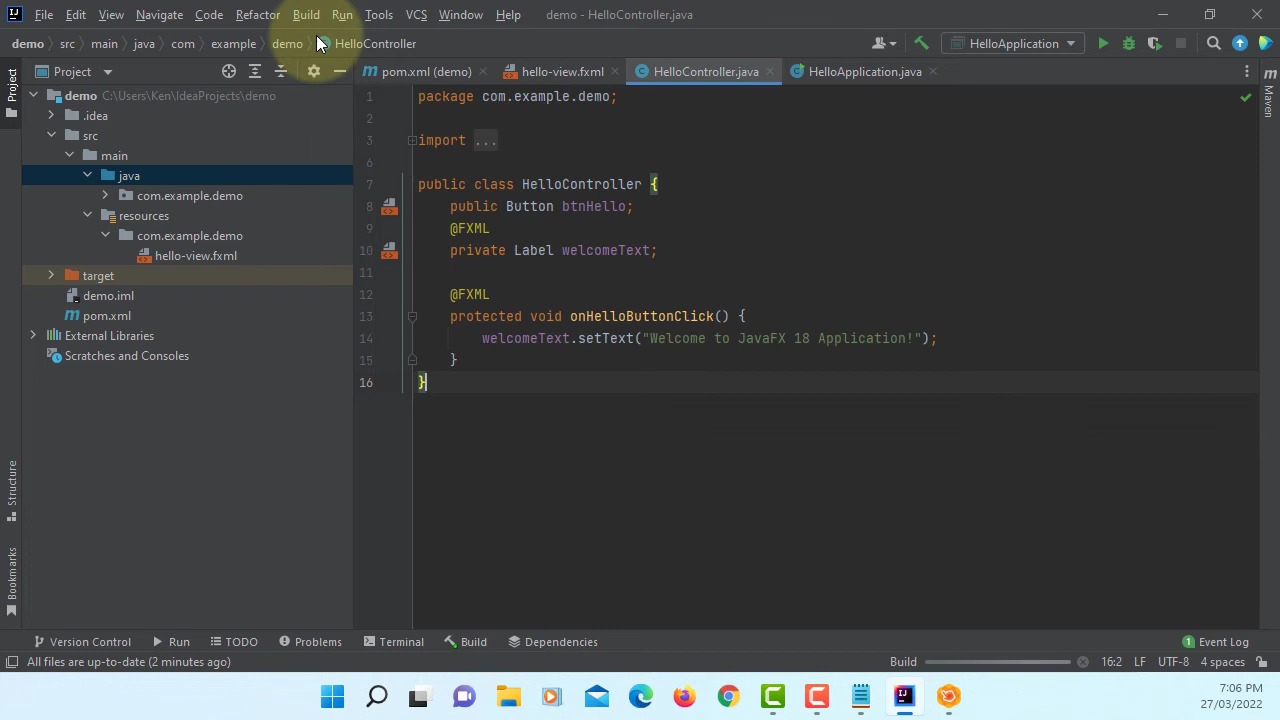 File Edit View Navigate Code Refactor Build Run Tools VCS Window Help demo - HelloController.java
demo src main java com example demo HelloController HelloApplication
Project
Project
pom.xml (demo) hello-view.fxml HelloController.java HelloApplication.java
Maven
demo C:\Users\Ken\IdeaProjects\demo
.idea
src
main
java
com.example.demo
resources
com.example.demo
hello-view.fxml
target
demo.iml
pom.xml
External Libraries
Scratches and Consoles
1 package com.example.demo;
2
3 import ...
6
7 public class HelloController {
8 public Button btnHello;
9 @FXML
10 private Label welcomeText;
11
12 @FXML
13 protected void onHelloButtonClick() {
14 welcomeText.setText("Welcome to JavaFX 18 Application!");
15 }
16 }
Structure
Bookmarks
Version Control Run TODO Problems Terminal Build Dependencies 1 Event Log
All files are up-to-date (2 minutes ago) Build 16:2 LF UTF-8 4 spaces
7:06 PM
27/03/2022